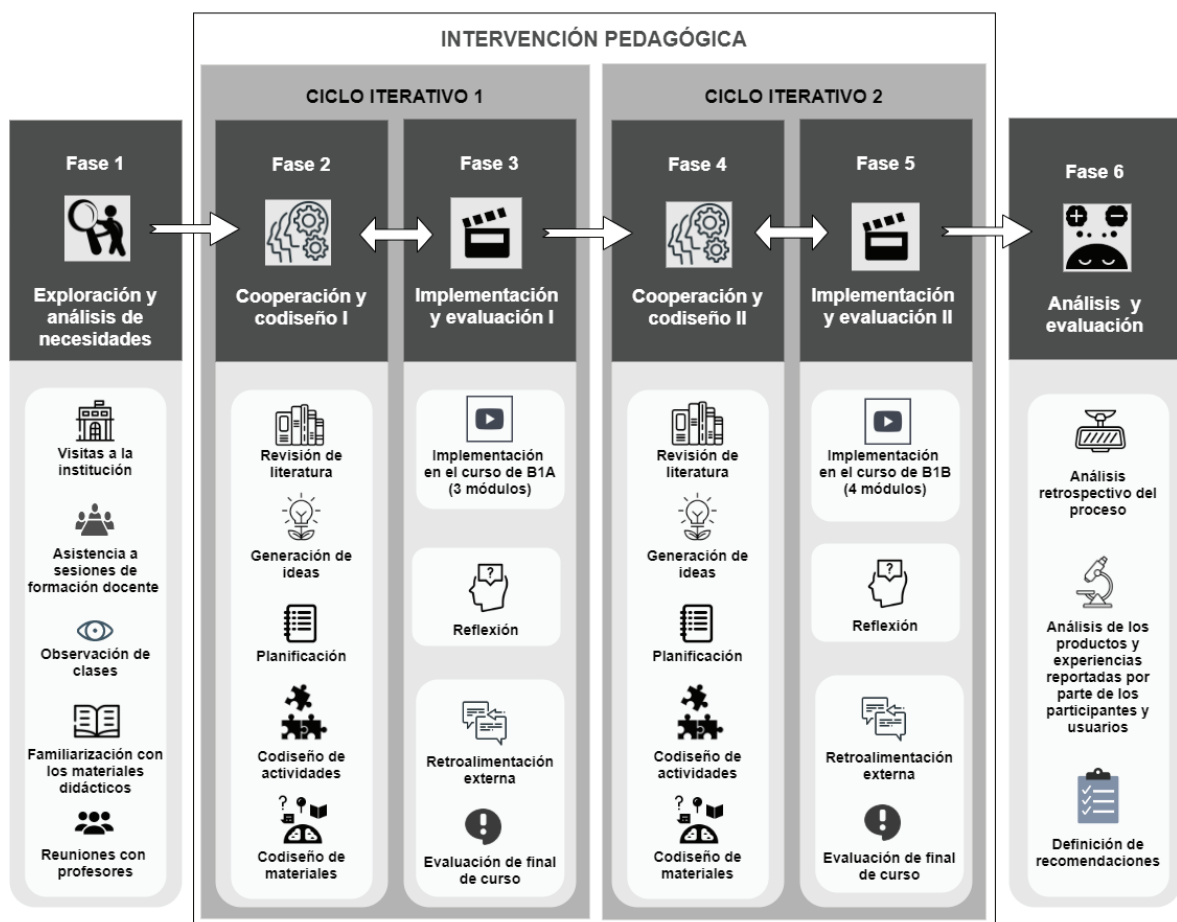 INTERVENCIÓN PEDAGÓGICA
CICLO ITERATIVO 1
CICLO ITERATIVO 2
Fase 1
Exploración y
análisis de
necesidades
Visitas a la
institución
Asistencia a
sesiones de
formación docente
Observación de
clases
Familiarización con
los materiales
didácticos
Reuniones con
profesores
Fase 2
Cooperación y
codiseño I
Revisión de
literatura
Generación de
ideas
Planificación
Codiseño de
actividades
?
Codiseño de
materiales
Fase 3
Implementación
y evaluación I
Implementación
en el curso de B1A
(3 módulos)
?
Reflexión
Retroalimentación
externa
Evaluación de final
de curso
Fase 4
Cooperación y
codiseño II
Revisión de
literatura
Generación de
ideas
Planificación
Codiseño de
actividades
?
Codiseño de
materiales
Fase 5
Implementación
y evaluación II
Implementación
en el curso de B1B
(4 módulos)
?
Reflexión
Retroalimentación
externa
Evaluación de final
de curso
Fase 6
Análisis y
evaluación
Análisis
retrospectivo del
proceso
Análisis de los
productos y
experiencias
reportadas por
parte de los
participantes y
usuarios
Definición de
recomendaciones